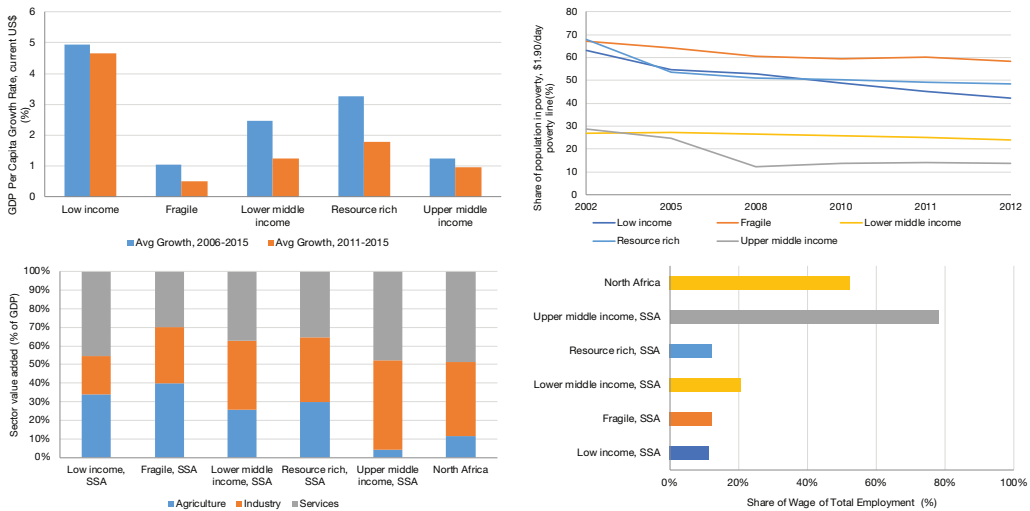 GDP Per Capita Growth Rate, current US$
(%)
6
5
4
3
2
1
0
Low income
Fragile
Lower middle
income
Resource rich
Upper middle
income
Avg Growth, 2006-2015
Avg Growth, 2011-2015
Share of population in poverty, $1.90/day
poverty line(%)
80
70
60
50
40
30
20
10
0
2002
2005
2008
2010
2011
2012
Low income
Fragile
Lower middle income
Resource rich
Upper middle income
Sector value added (% of GDP)
100%
90%
80%
70%
60%
50%
40%
30%
20%
10%
0%
Low income,
SSA
Fragile, SSA
Lower middle
income, SSA
Resource rich,
SSA
Upper middle
income, SSA
North Africa
Agriculture
Industry
Services
North Africa
Upper middle income, SSA
Resource rich, SSA
Lower middle income, SSA
Fragile, SSA
Low income, SSA
0%
20%
40%
60%
80%
100%
Share of Wage of Total Employment (%)